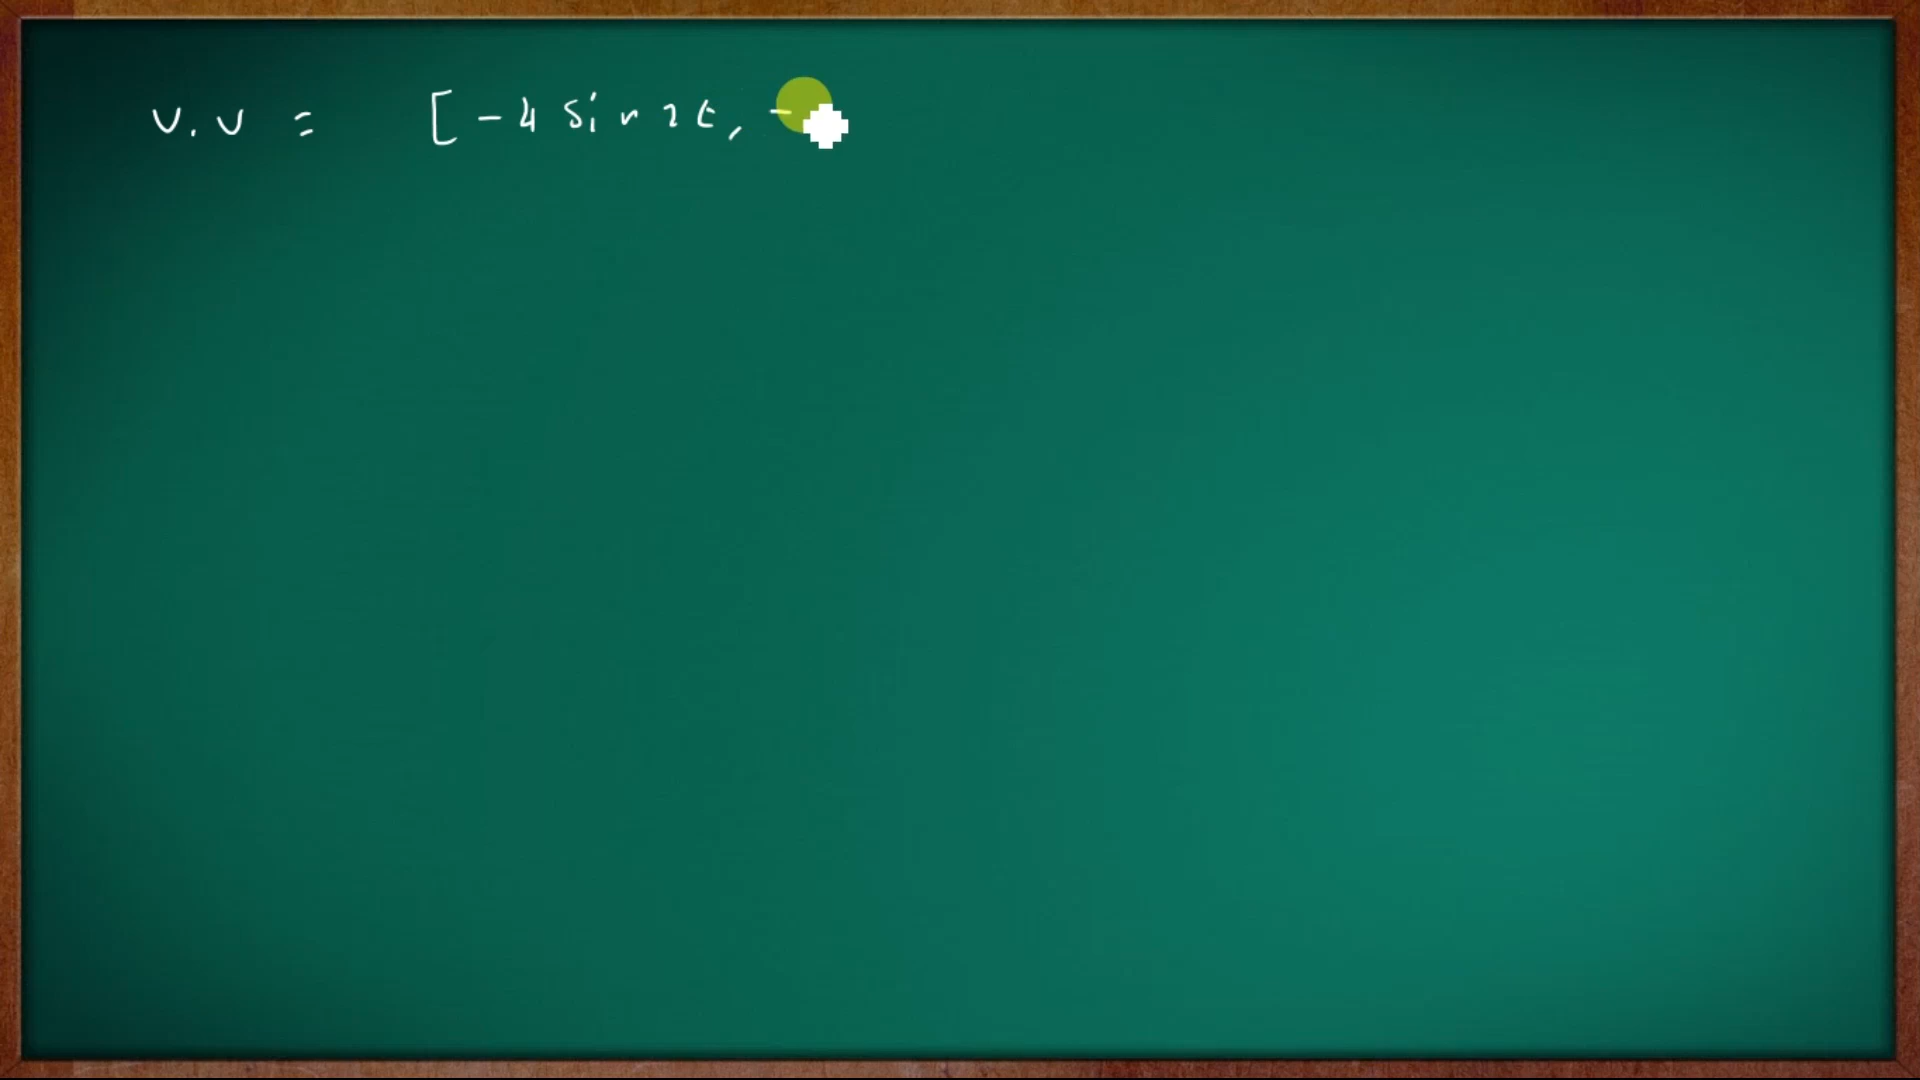 v.v = [-4 sin 2t, -